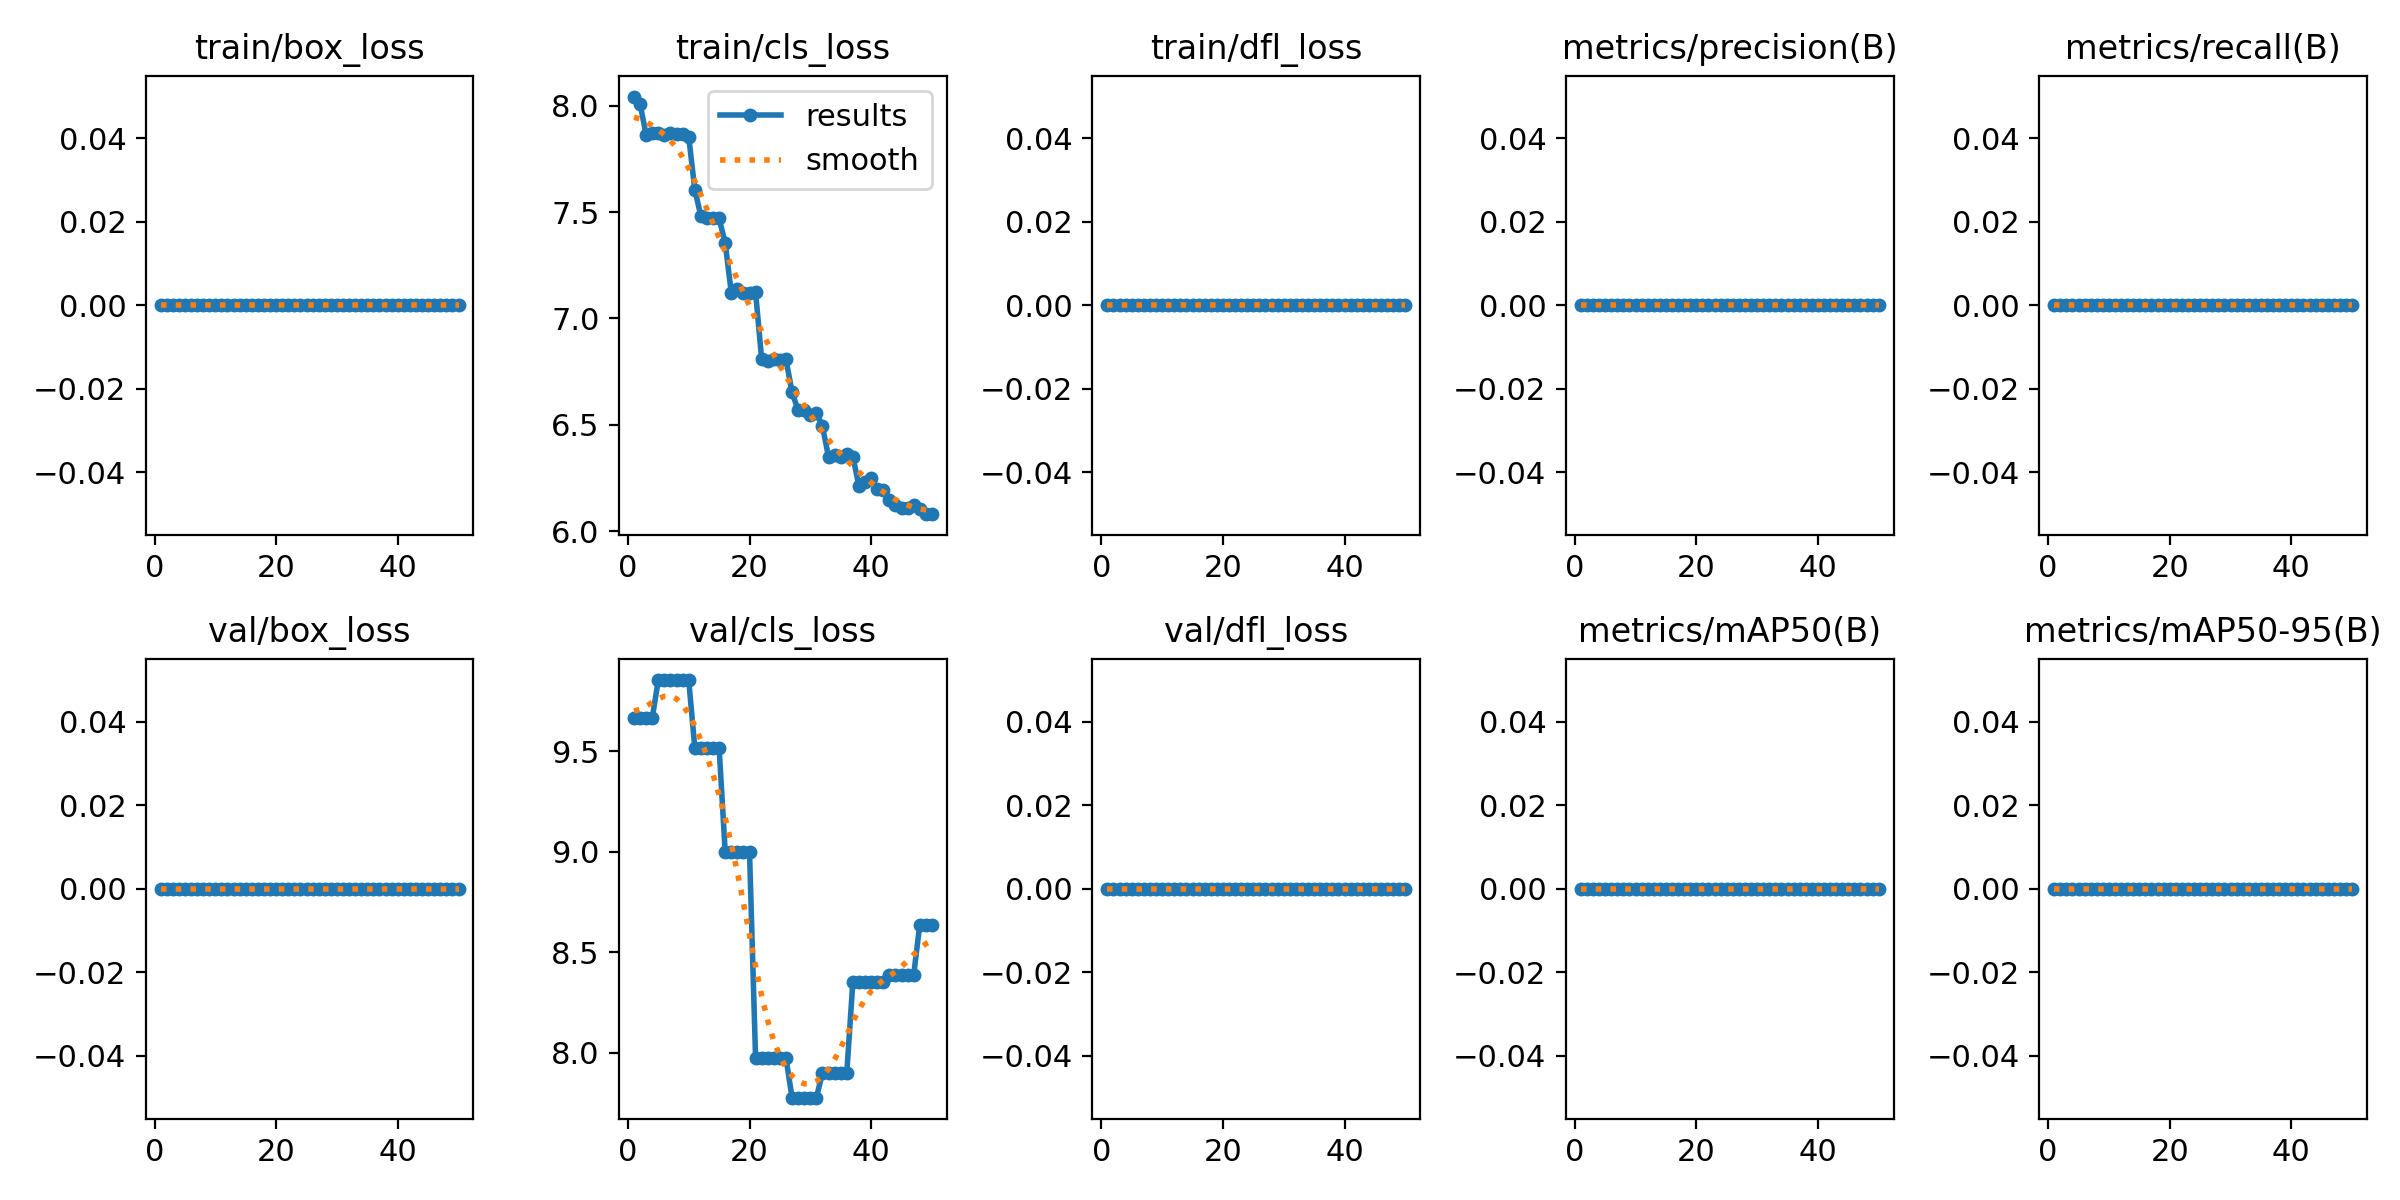 train/box_loss train/cls_loss train/dfl_loss metrics/precision(B) metrics/recall(B)
0.04 8.0 results 0.04 0.04 0.04
smooth
0.02 7.5 0.02 0.02 0.02
0.00 7.0 0.00 0.00 0.00
−0.02 6.5 −0.02 −0.02 −0.02
−0.04 6.0 −0.04 −0.04 −0.04
0 20 40 0 20 40 0 20 40 0 20 40 0 20 40
val/box_loss val/cls_loss val/dfl_loss metrics/mAP50(B) metrics/mAP50-95(B)
0.04 9.5 0.04 0.04 0.04
0.02 9.0 0.02 0.02 0.02
0.00 8.5 0.00 0.00 0.00
−0.02 8.0 −0.02 −0.02 −0.02
−0.04 −0.04 −0.04 −0.04
0 20 40 0 20 40 0 20 40 0 20 40 0 20 40